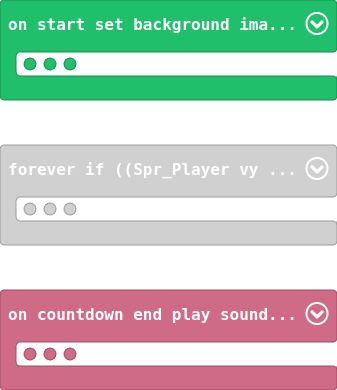 on start set background ima...
forever if ((Spr_Player vy ...
on countdown end play sound...